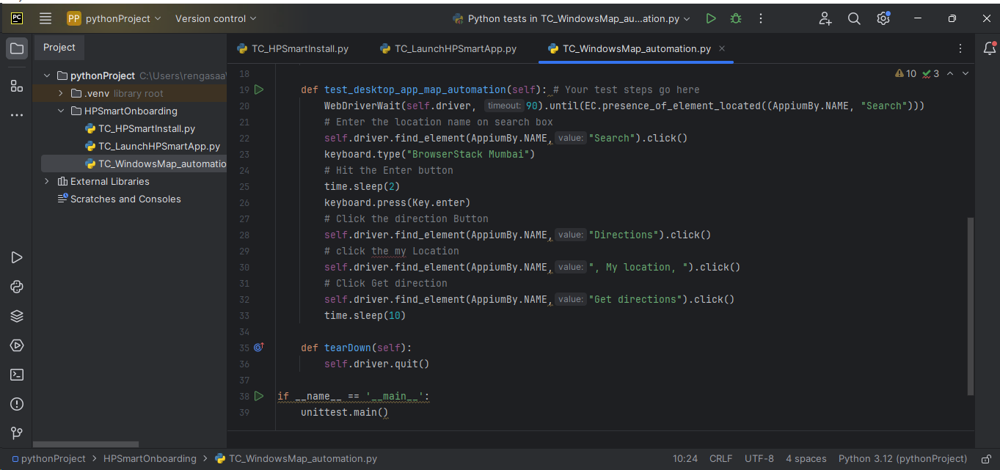 PC PP pythonProject Version control Python tests in TC_WindowsMap_au...ation.py
Project
pythonProject C:\Users\rengasaa\
.venv library root
HPSmartOnboarding
TC_HPSmartInstall.py
TC_LaunchHPSmartApp.py
TC_WindowsMap_automatio
External Libraries
Scratches and Consoles
TC_HPSmartInstall.py TC_LaunchHPSmartApp.py TC_WindowsMap_automation.py
10 3
18
19 def test_desktop_app_map_automation(self): # Your test steps go here
20 WebDriverWait(self.driver, timeout: 90).until(EC.presence_of_element_located((AppiumBy.NAME, "Search")))
21 # Enter the location name on search box
22 self.driver.find_element(AppiumBy.NAME, value: "Search").click()
23 keyboard.type("BrowserStack Mumbai")
24 # Hit the Enter button
25 time.sleep(2)
26 keyboard.press(Key.enter)
27 # Click the direction Button
28 self.driver.find_element(AppiumBy.NAME, value: "Directions").click()
29 # click the my Location
30 self.driver.find_element(AppiumBy.NAME, value: ", My location, ").click()
31 # Click Get direction
32 self.driver.find_element(AppiumBy.NAME, value: "Get directions").click()
33 time.sleep(10)
34
35 def tearDown(self):
36 self.driver.quit()
37
38 if __name__ == '__main__':
39 unittest.main()
pythonProject > HPSmartOnboarding > TC_WindowsMap_automation.py 10:24 CRLF UTF-8 4 spaces Python 3.12 (pythonProject)